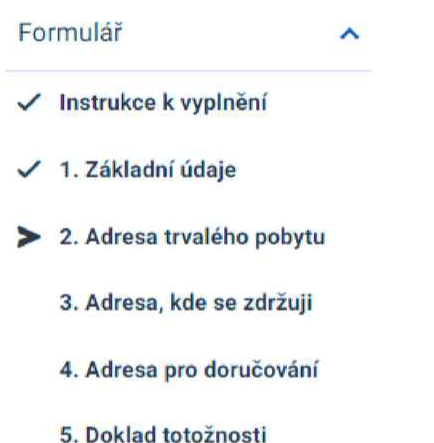 Formulář
Instrukce k vyplnění
1. Základní údaje
2. Adresa trvalého pobytu
3. Adresa, kde se zdržuji
4. Adresa pro doručování
5. Doklad totožnosti